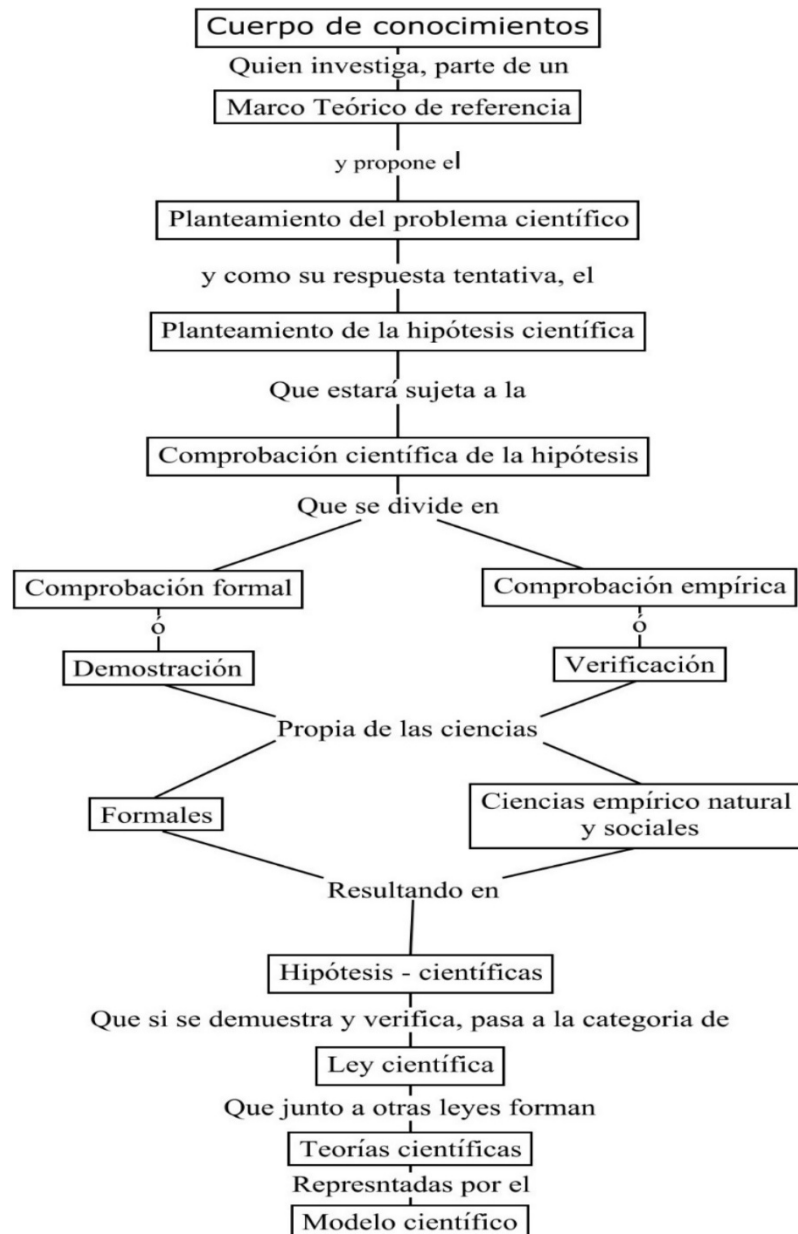 Cuerpo de conocimientos
Quien investiga, parte de un
Marco Teórico de referencia
y propone el
Planteamiento del problema científico
y como su respuesta tentativa, el
Planteamiento de la hipótesis científica
Que estará sujeta a la
Comprobación científica de la hipótesis
Que se divide en
Comprobación formal
Comprobación empírica
ó
ó
Demostración
Verificación
Propia de las ciencias
Formales
Ciencias empírico natural
y sociales
Resultando en
Hipótesis - científicas
Que si se demuestra y verifica, pasa a la categoria de
Ley científica
Que junto a otras leyes forman
Teorías científicas
Represntadas por el
Modelo científico